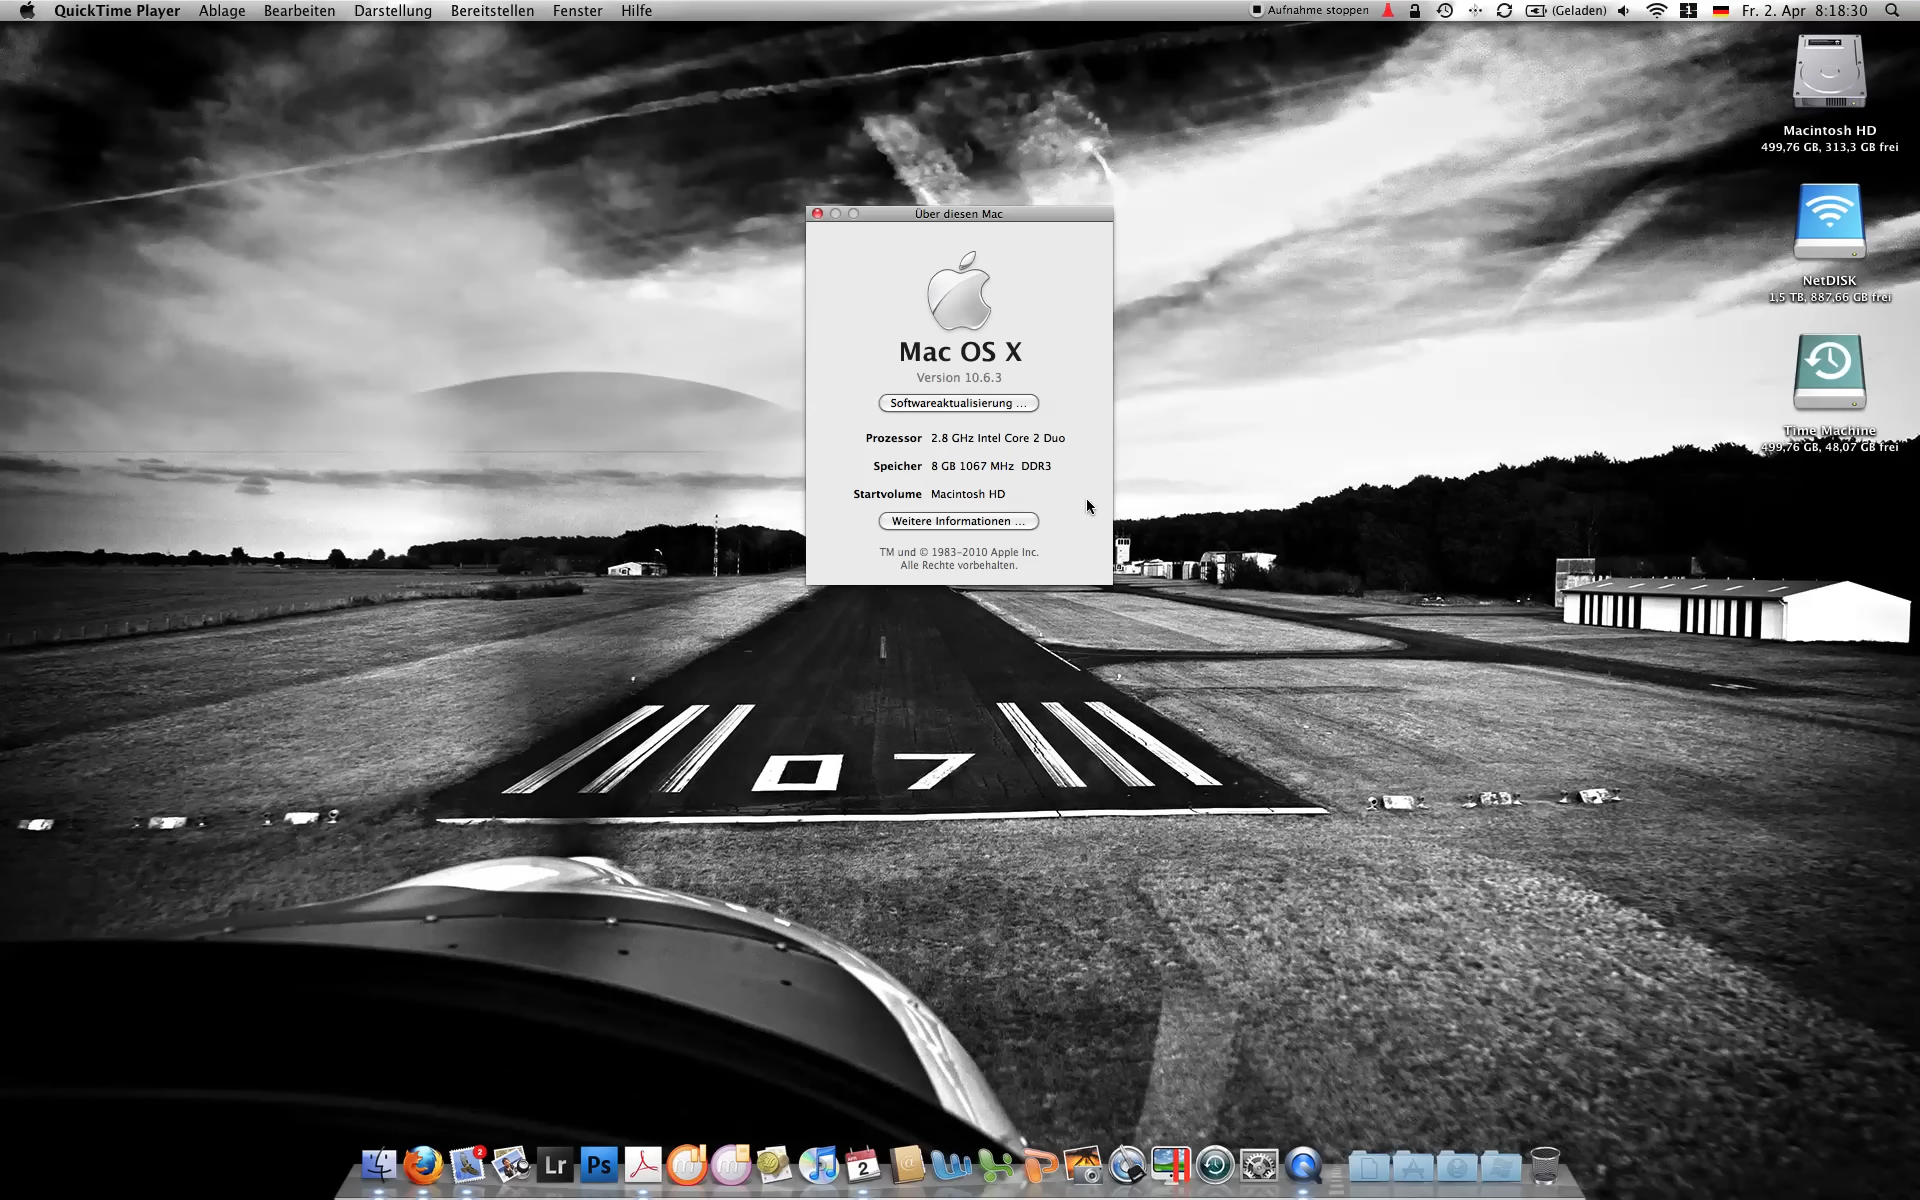 QuickTime Player Ablage Bearbeiten Darstellung Bereitstellen Fenster Hilfe Aufnahme stoppen (Geladen) 1 Fr. 2. Apr 8:18:30
Macintosh HD
499,76 GB, 313,3 GB frei
NetDISK
1,5 TB, 887,66 GB frei
Time Machine
499,76 GB, 48,07 GB frei
Über diesen Mac
Mac OS X
Version 10.6.3
Softwareaktualisierung ...
Prozessor 2.8 GHz Intel Core 2 Duo
Speicher 8 GB 1067 MHz DDR3
Startvolume Macintosh HD
Weitere Informationen ...
TM und © 1983–2010 Apple Inc.
Alle Rechte vorbehalten.
07
2 Lr Ps 2